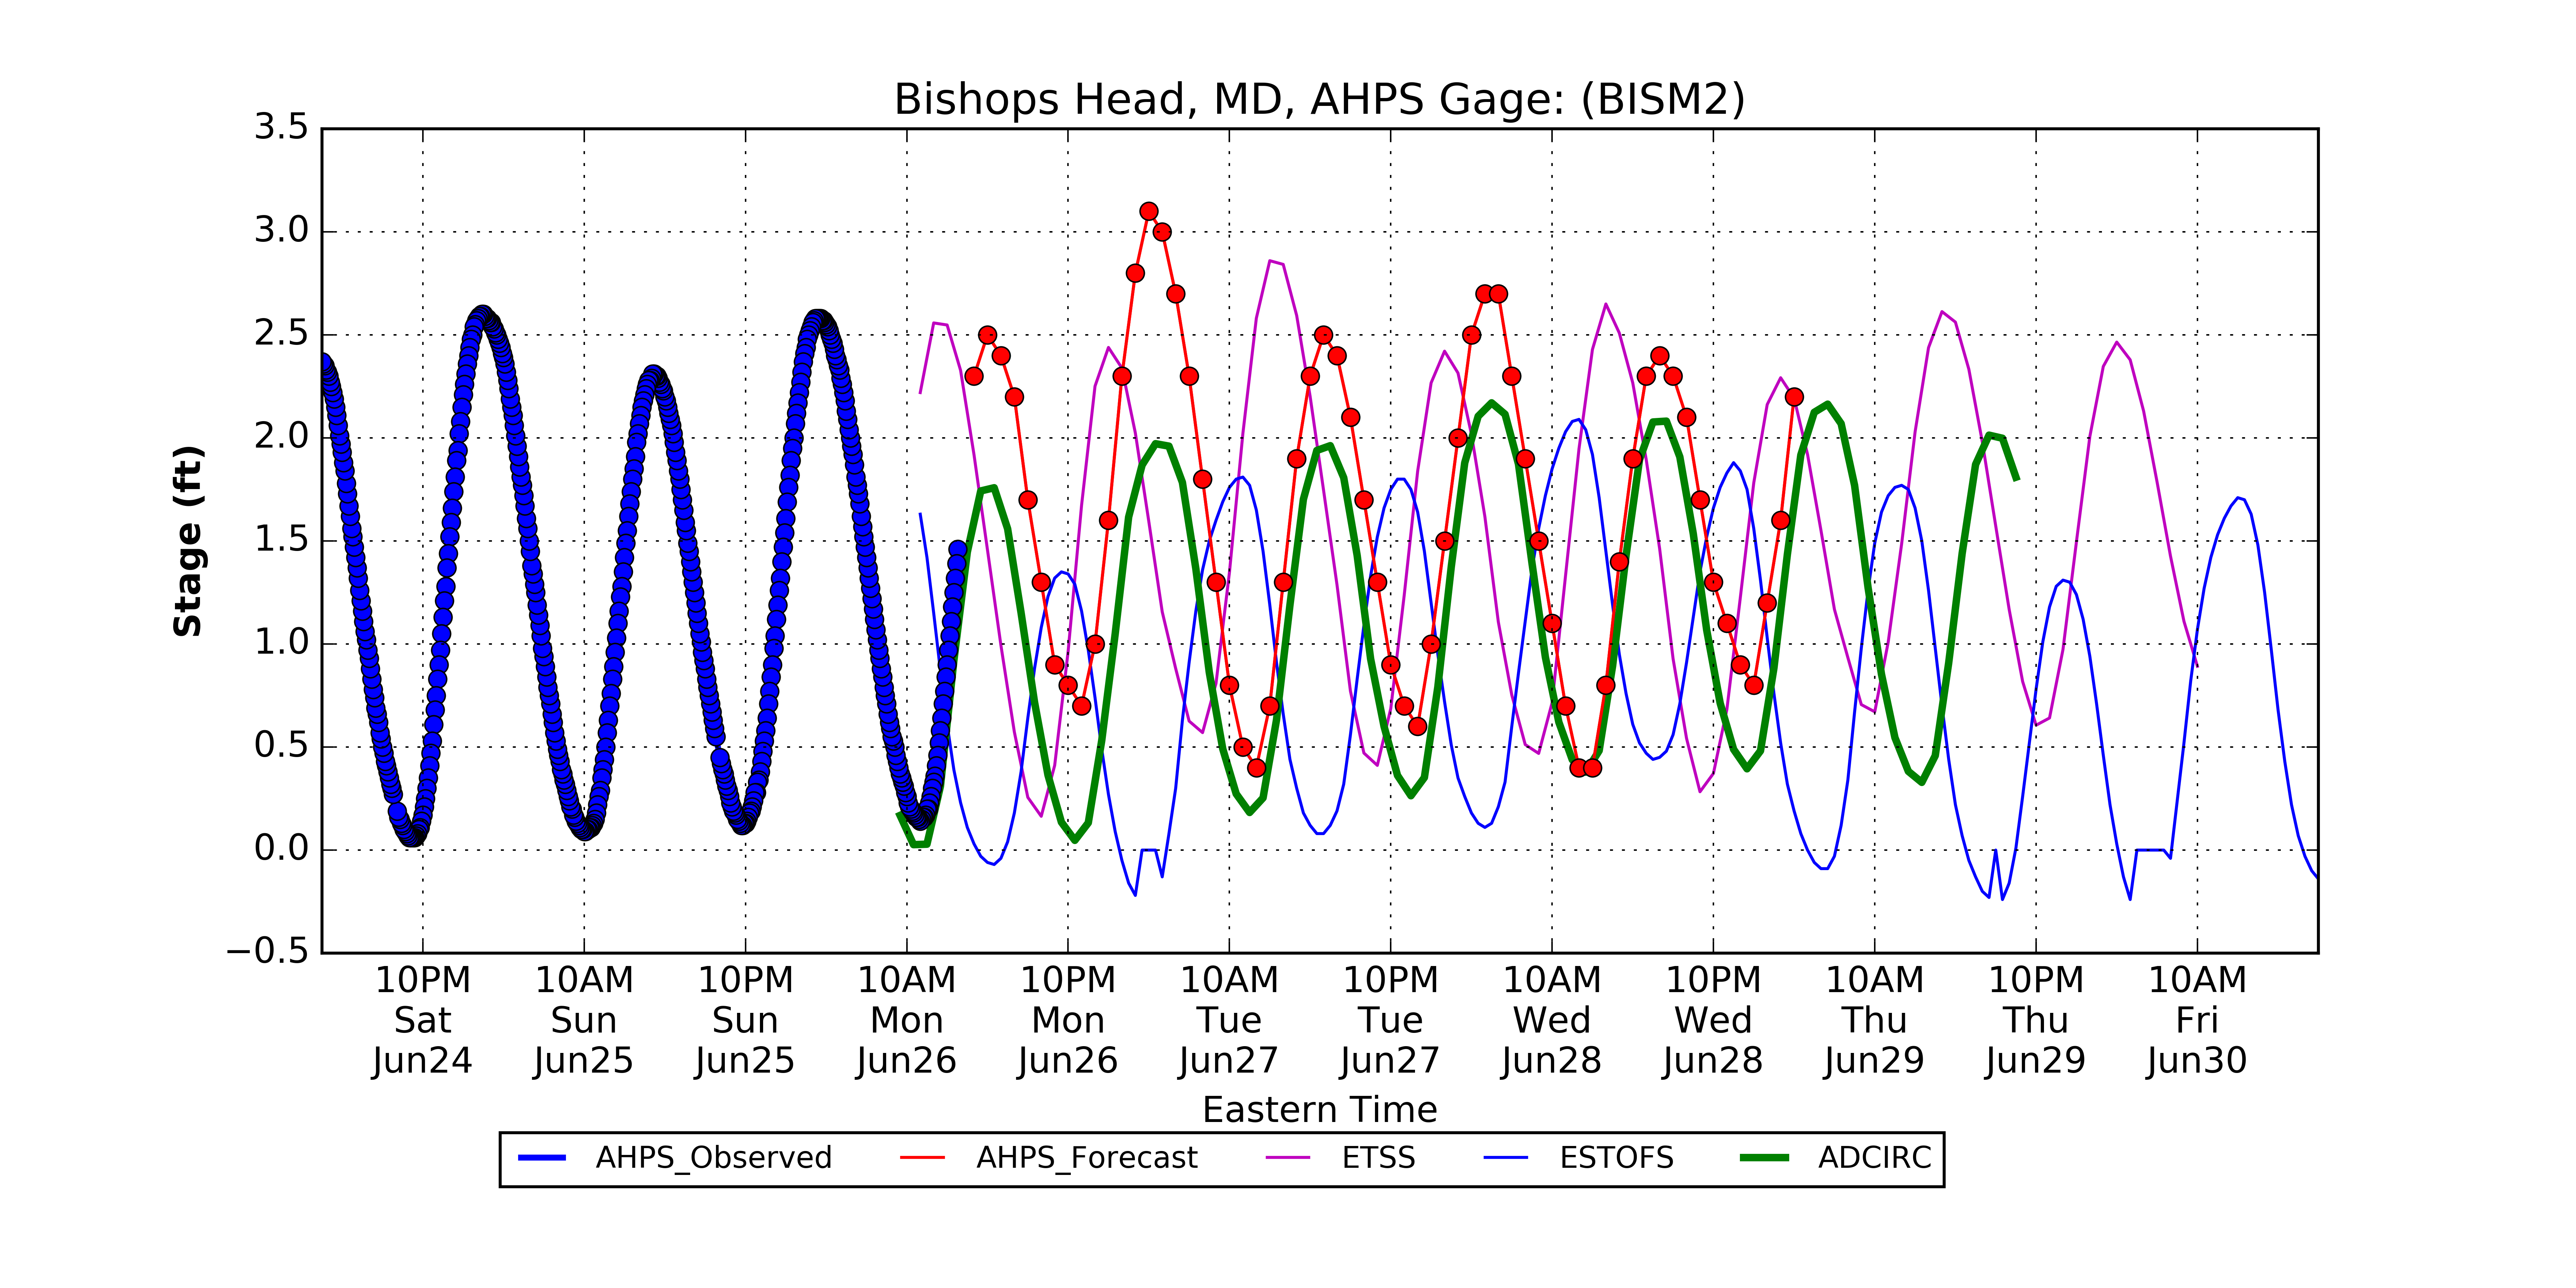 Bishops Head, MD, AHPS Gage: (BISM2)
3.5
3.0
2.5
2.0
1.5
1.0
0.5
0.0
−0.5
Stage (ft)
10PM 10AM 10PM 10AM 10PM 10AM 10PM 10AM 10PM 10AM 10PM 10AM
Sat Sun Sun Mon Mon Tue Tue Wed Wed Thu Thu Fri
Jun24 Jun25 Jun25 Jun26 Jun26 Jun27 Jun27 Jun28 Jun28 Jun29 Jun29 Jun30
Eastern Time
AHPS_Observed AHPS_Forecast ETSS ESTOFS ADCIRC